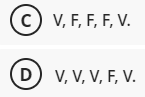 C V, F, F, F, V.
D V, V, V, F, V.